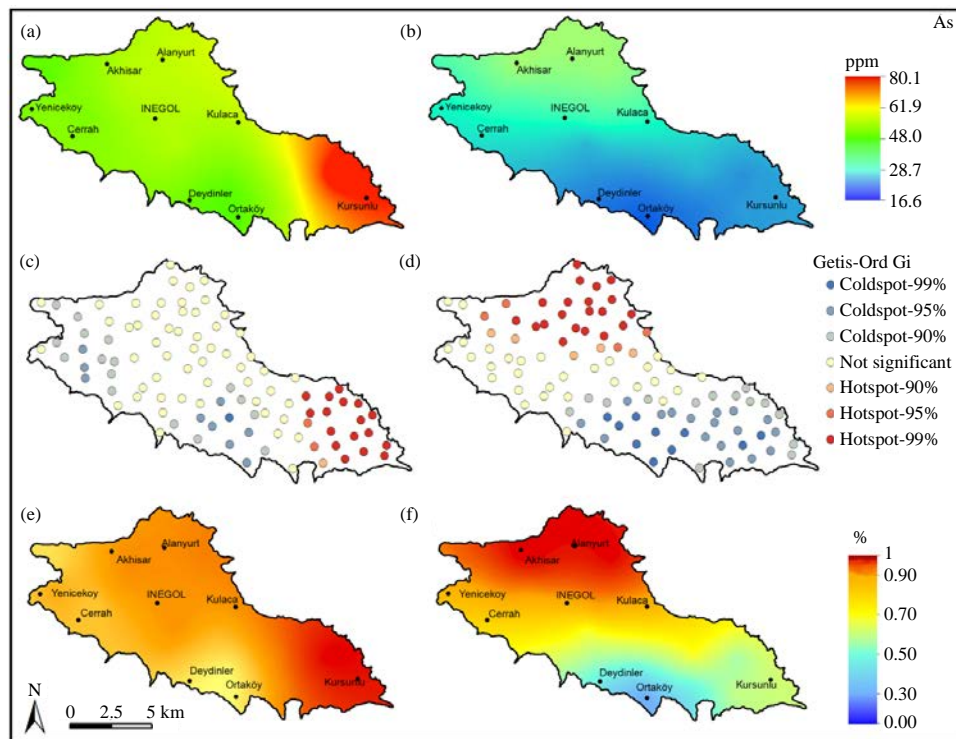 (a)
(b)
As
Alanyurt
Akhisar
Yenicekoy
INEGOL
Kulaca
Cerrah
Deydinler
Ortaköy
Kursunlu
Alanyurt
Akhisar
Yenicekoy
INEGOL
Kulaca
Cerrah
Deydinler
Ortaköy
Kursunlu
ppm
80.1
61.9
48.0
28.7
16.6
(c)
(d)
Getis-Ord Gi
Coldspot-99%
Coldspot-95%
Coldspot-90%
Not significant
Hotspot-90%
Hotspot-95%
Hotspot-99%
(e)
(f)
Alanyurt
Akhisar
Yenicekoy
INEGOL
Kulaca
Cerrah
Deydinler
Ortaköy
Kursunlu
N
0 2.5 5 km
Alanyurt
Akhisar
Yenicekoy
INEGOL
Kulaca
Cerrah
Deydinler
Ortaköy
Kursunlu
%
1
0.90
0.70
0.50
0.30
0.00